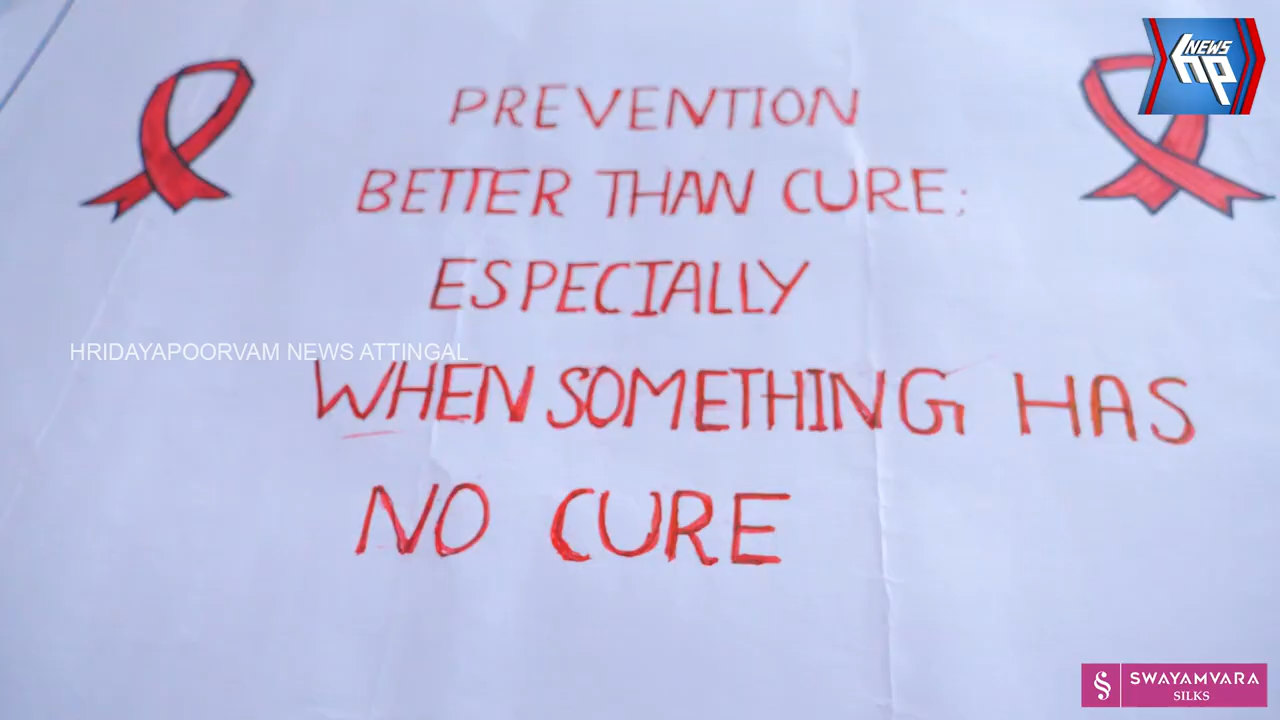 NEWS
hp
PREVENTION
BETTER THAN CURE;
ESPECIALLY
HRIDAYAPOORVAM NEWS ATTINGAL
WHEN SOMETHING HAS
NO CURE
SWAYAMVARA
SILKS